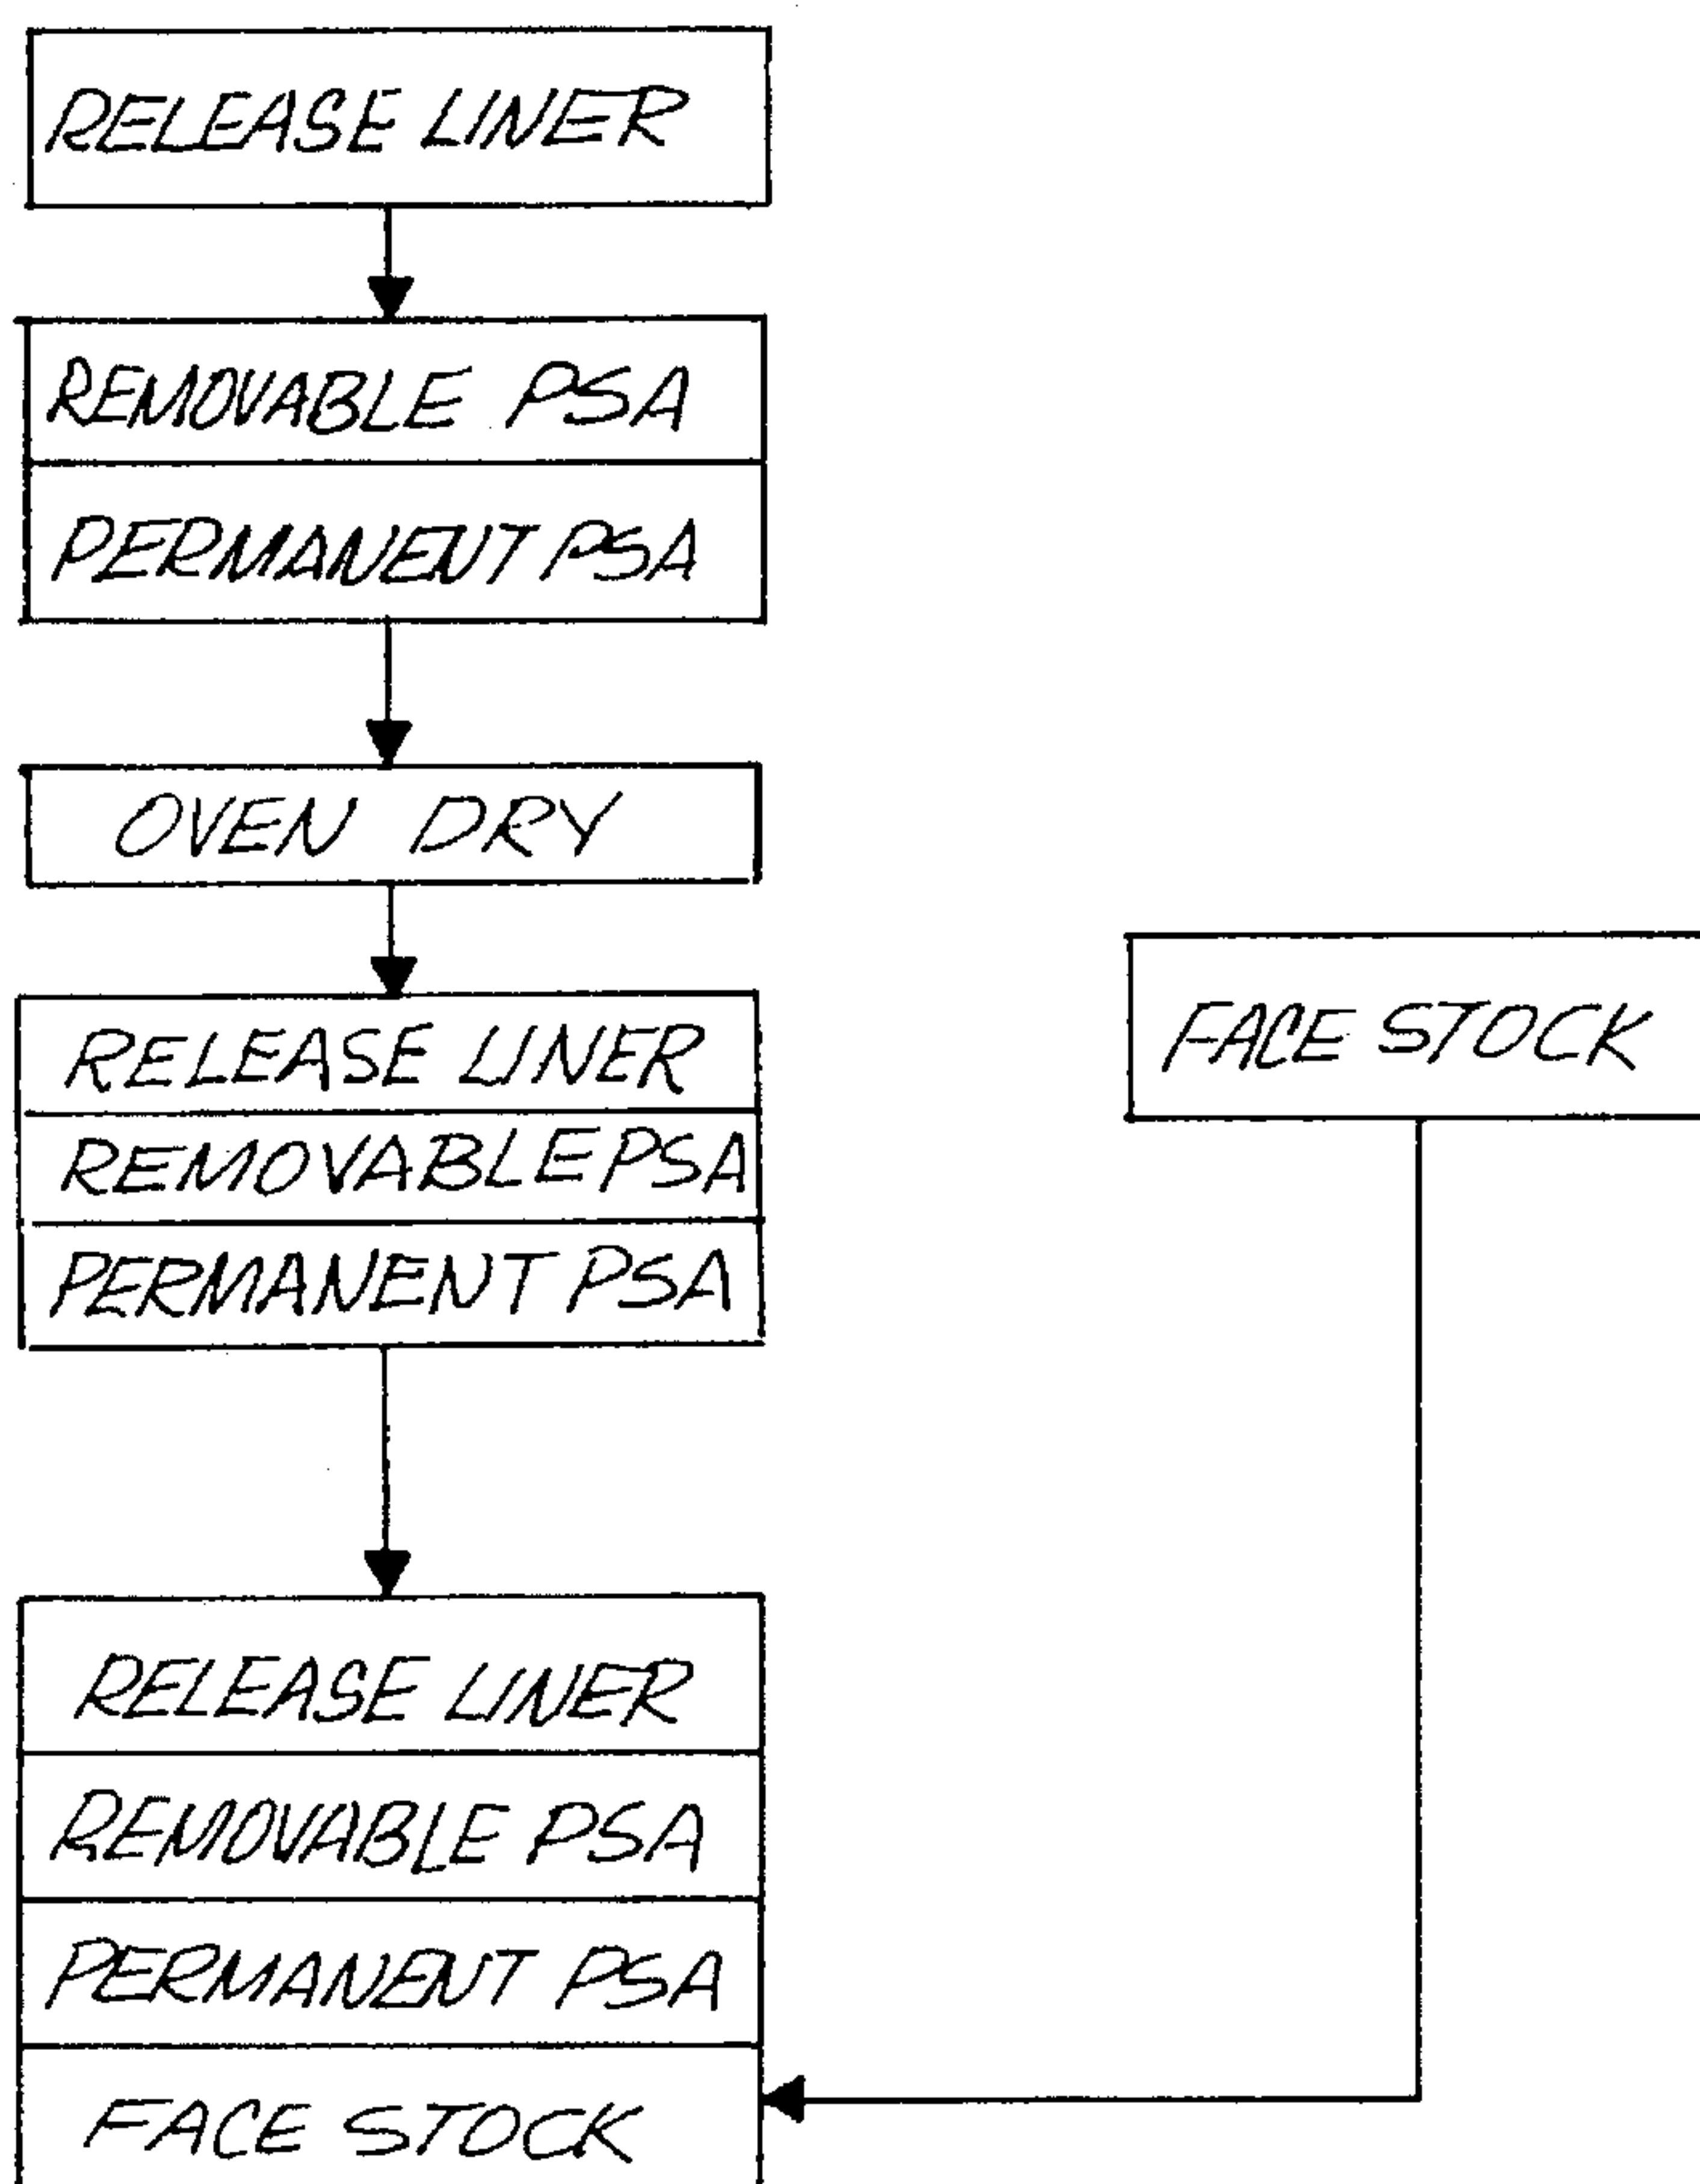 RELEASE LINER
REMOVABLE PSA
PERMANENT PSA
OVEN DRY
RELEASE LINER
REMOVABLE PSA
PERMANENT PSA
FACE STOCK
RELEASE LINER
REMOVABLE PSA
PERMANENT PSA
FACE STOCK